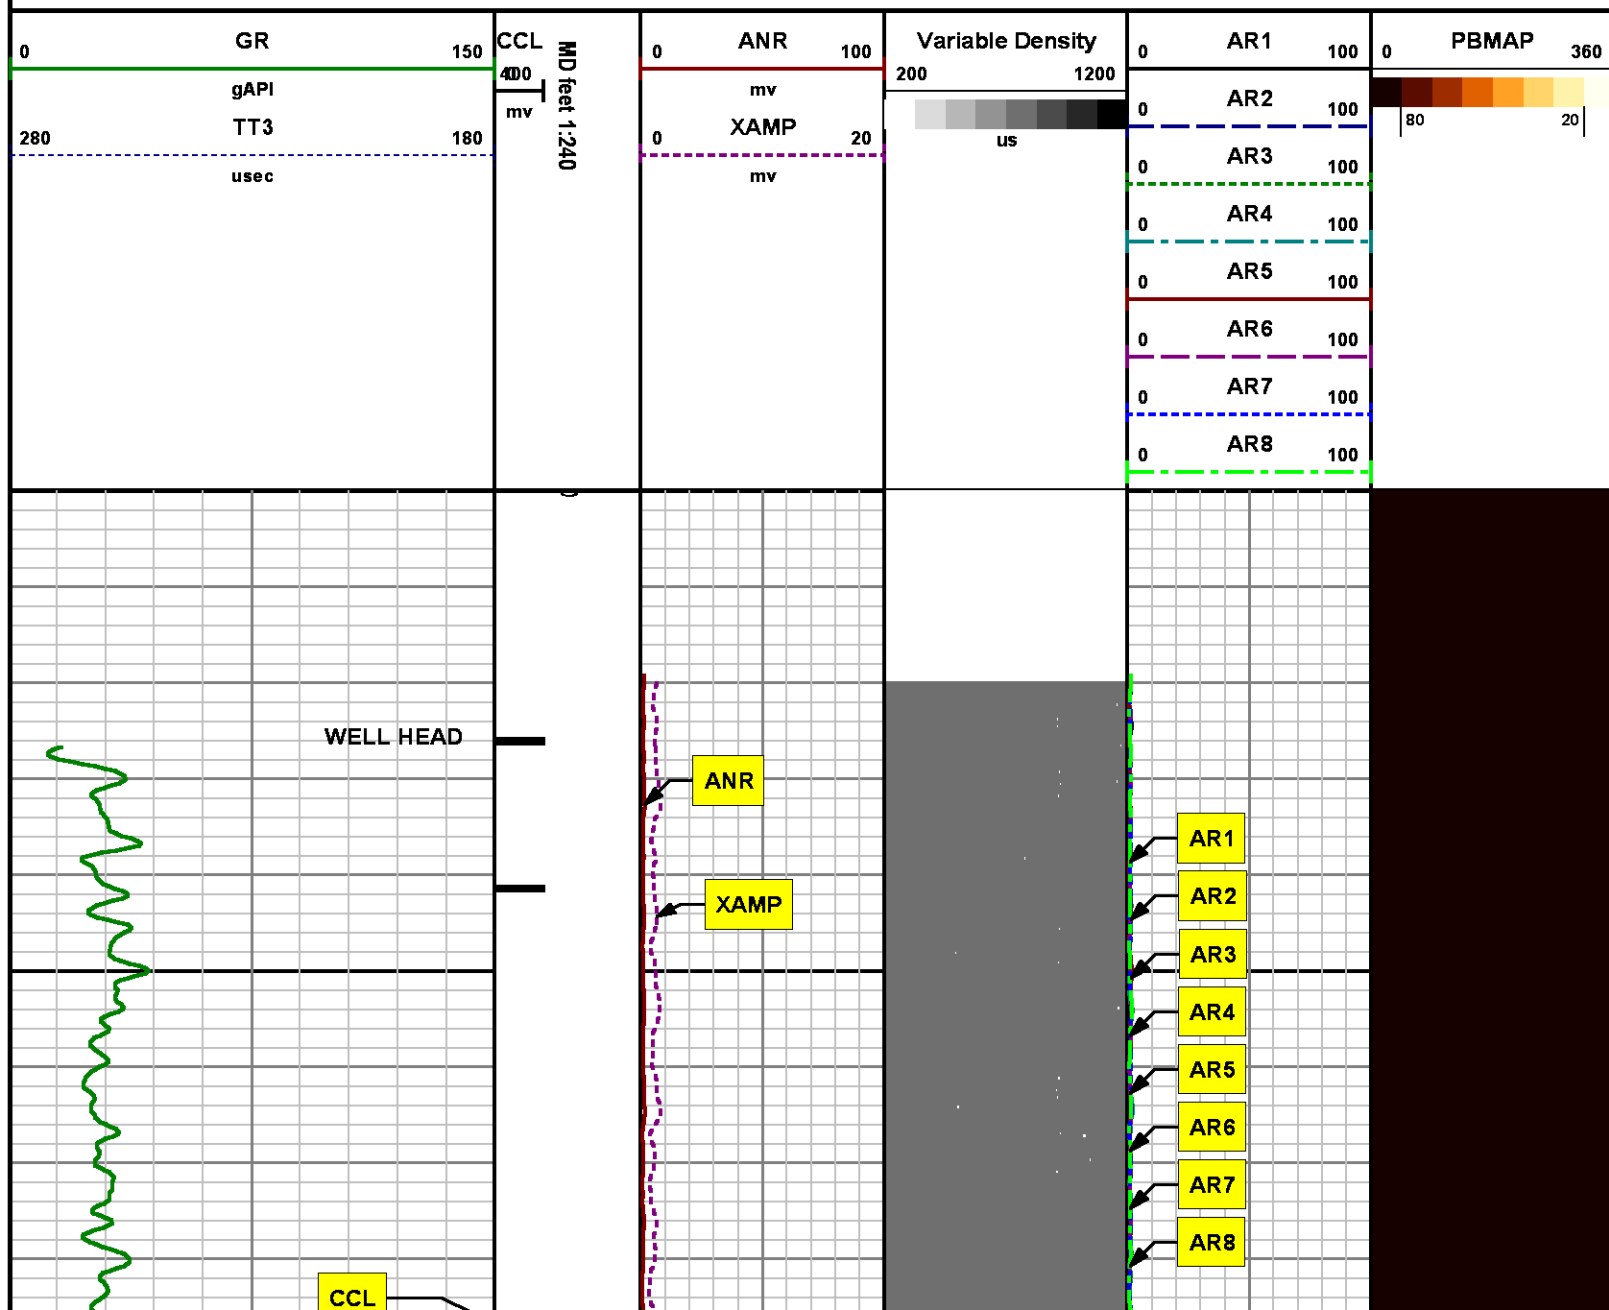 0 GR 150
gAPI
280 TT3 180
usec
CCL
400
mv
MD feet 1:240
0 ANR 100
mv
0 XAMP 20
mv
Variable Density
200 1200
us
0 AR1 100
0 AR2 100
0 AR3 100
0 AR4 100
0 AR5 100
0 AR6 100
0 AR7 100
0 AR8 100
0 PBMAP 360
80 20
WELL HEAD
ANR
XAMP
AR1
AR2
AR3
AR4
AR5
AR6
AR7
AR8
CCL